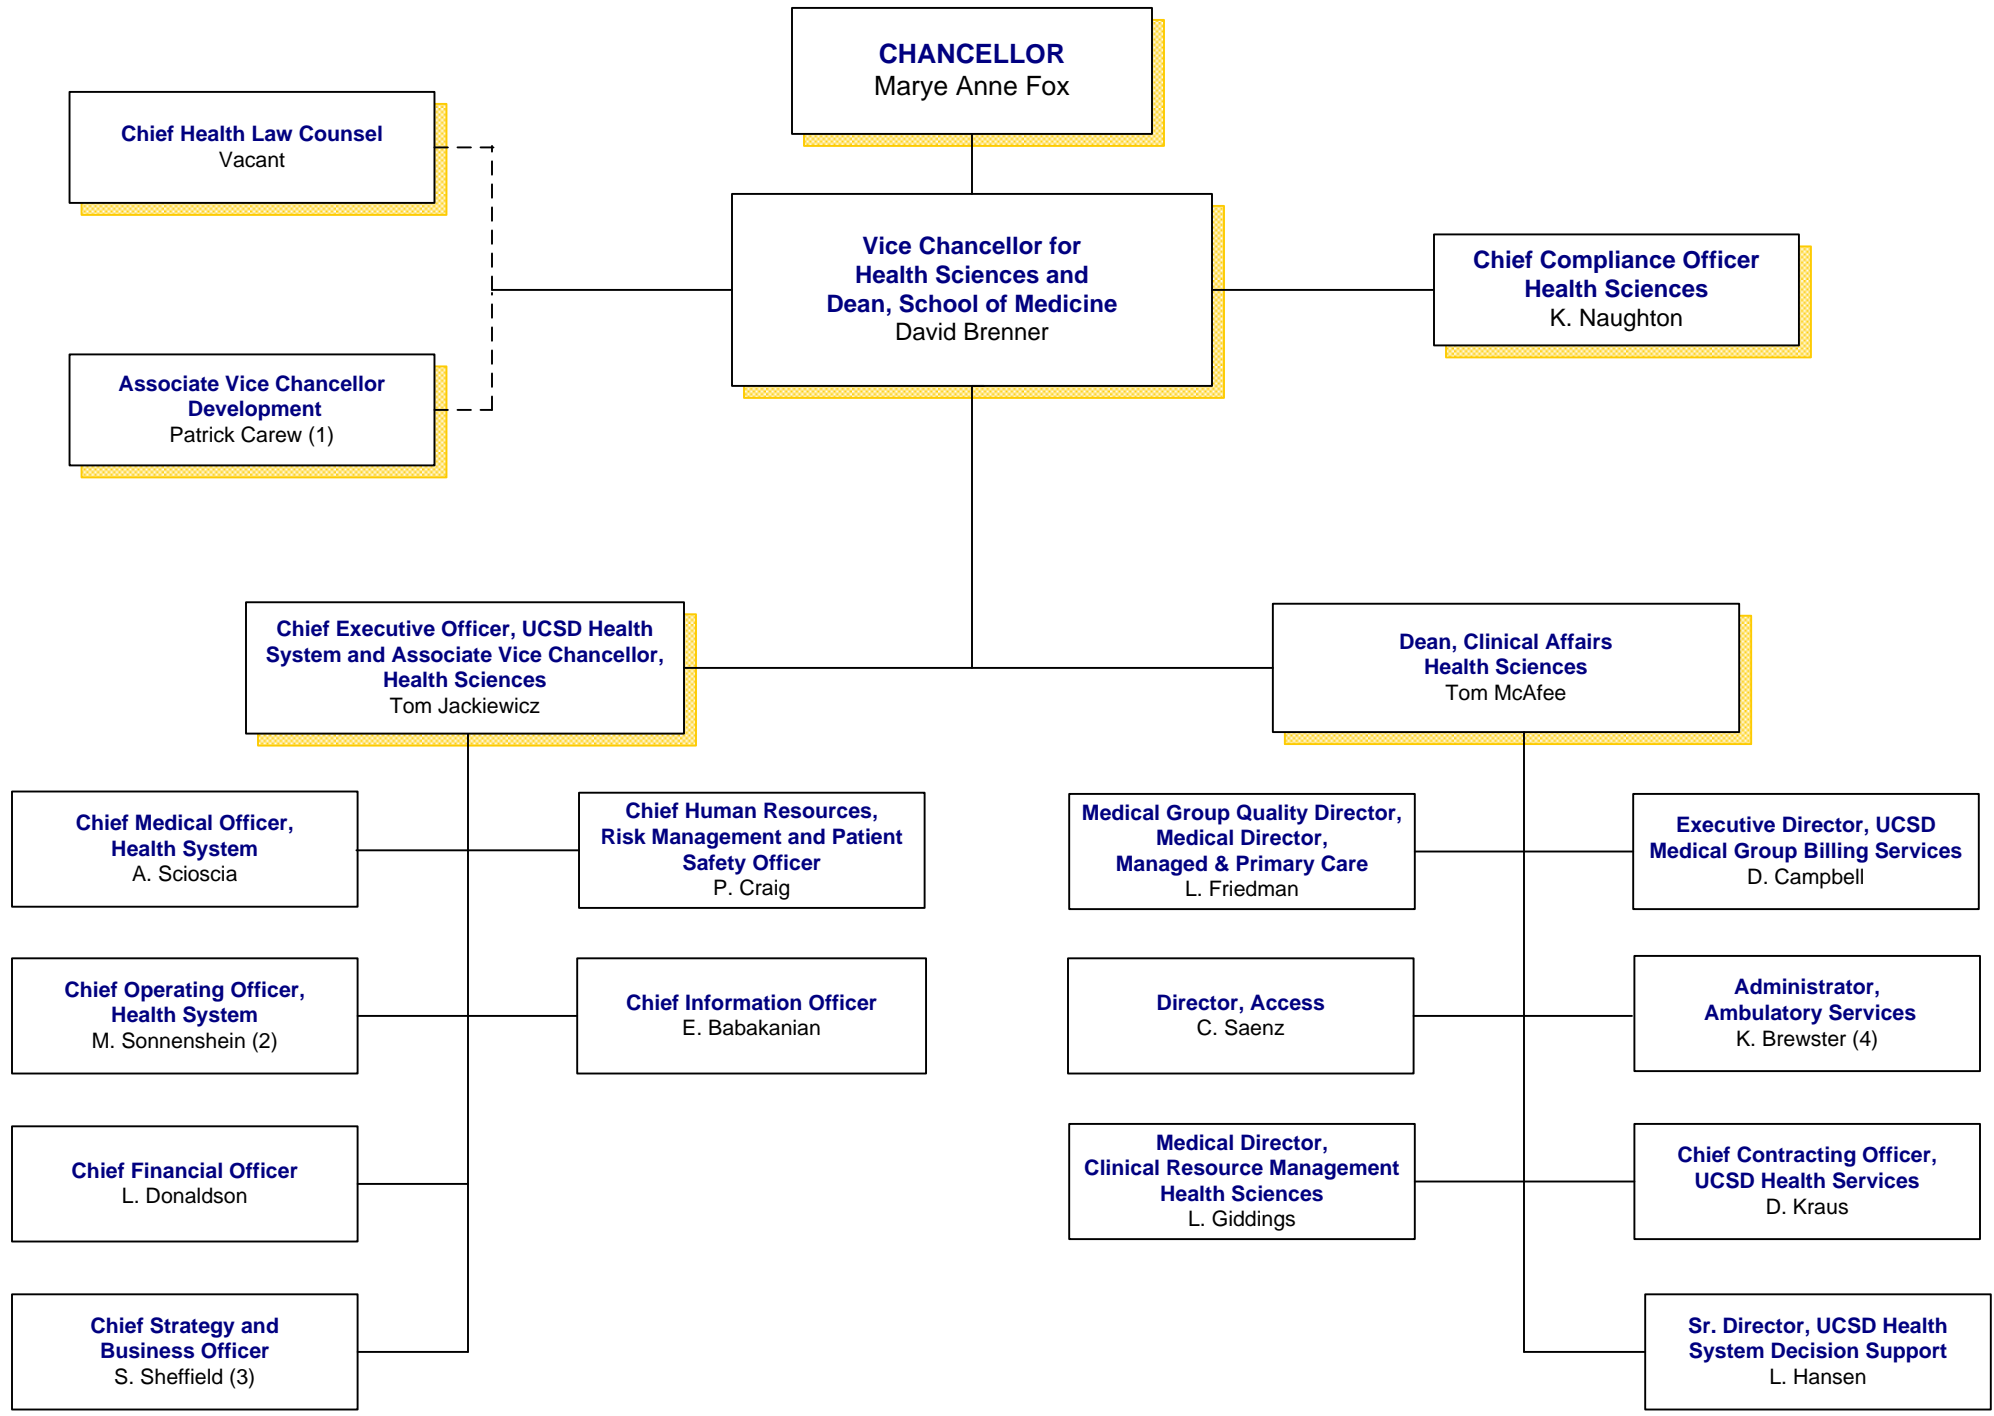 CHANCELLOR
Marye Anne Fox
Chief Health Law Counsel
Vacant
Vice Chancellor for
Health Sciences and
Dean, School of Medicine
David Brenner
Chief Compliance Officer
Health Sciences
K. Naughton
Associate Vice Chancellor
Development
Patrick Carew (1)
Chief Executive Officer, UCSD Health
System and Associate Vice Chancellor,
Health Sciences
Tom Jackiewicz
Dean, Clinical Affairs
Health Sciences
Tom McAfee
Chief Medical Officer,
Health System
A. Scioscia
Chief Human Resources,
Risk Management and Patient
Safety Officer
P. Craig
Medical Group Quality Director,
Medical Director,
Managed & Primary Care
L. Friedman
Executive Director, UCSD
Medical Group Billing Services
D. Campbell
Chief Operating Officer,
Health System
M. Sonnenshein (2)
Chief Information Officer
E. Babakanian
Director, Access
C. Saenz
Administrator,
Ambulatory Services
K. Brewster (4)
Chief Financial Officer
L. Donaldson
Medical Director,
Clinical Resource Management
Health Sciences
L. Giddings
Chief Contracting Officer,
UCSD Health Services
D. Kraus
Chief Strategy and
Business Officer
S. Sheffield (3)
Sr. Director, UCSD Health
System Decision Support
L. Hansen